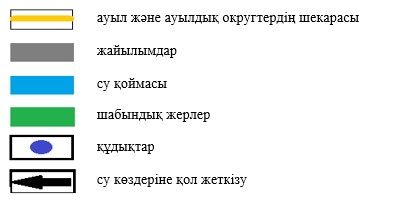 ауыл және ауылдық округтердің шекарасы
жайылымдар
су қоймасы
шабындық жерлер
құдықтар
су көздеріне қол жеткізу